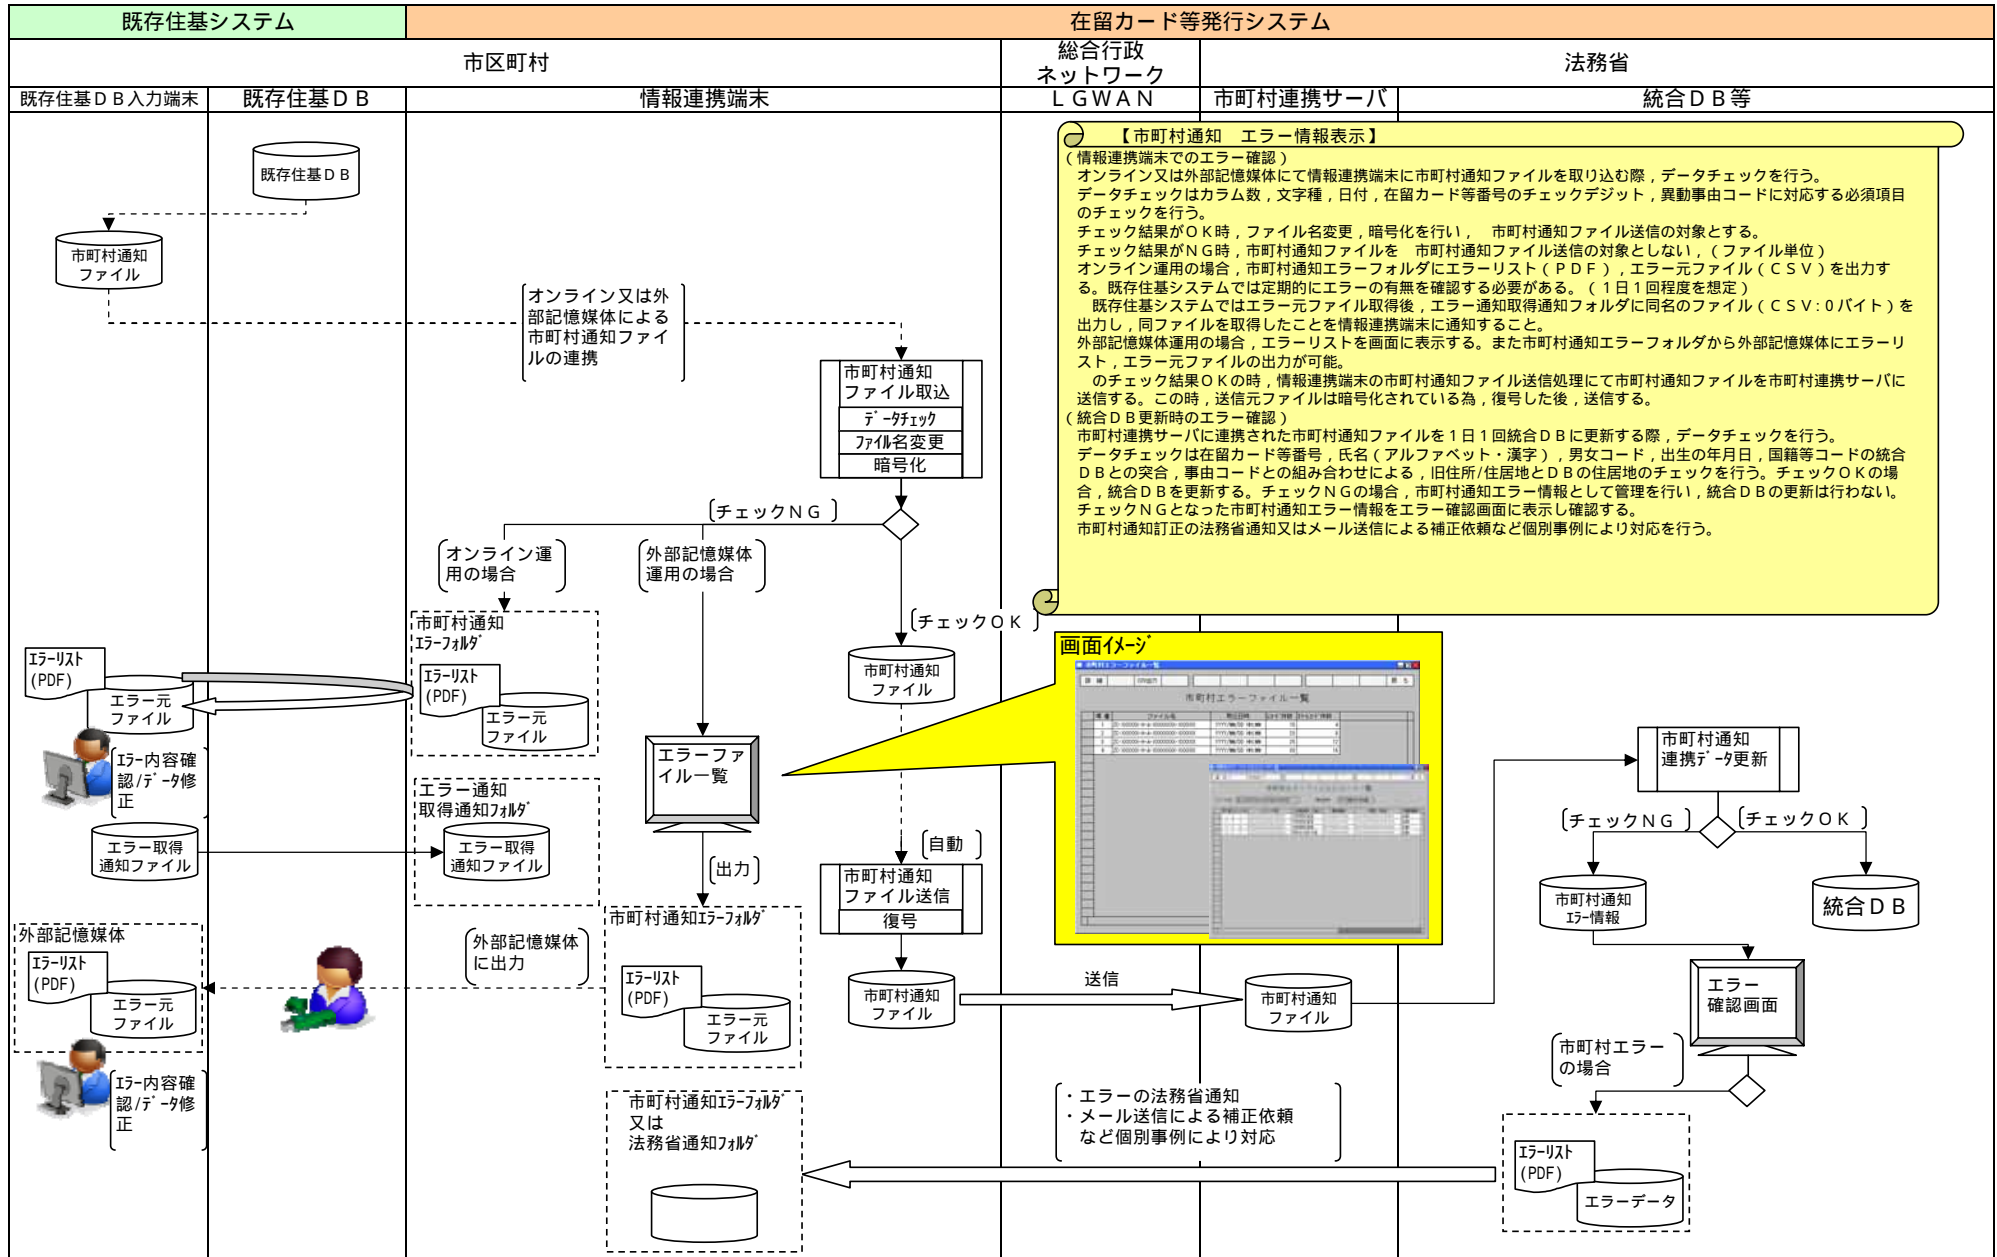 既存住基システム
在留カード等発行システム
市区町村
総合行政
ネットワーク
法務省
既存住基ＤＢ入力端末
既存住基ＤＢ
情報連携端末
ＬＧＷＡＮ
市町村連携サーバ
統合ＤＢ等
既存住基ＤＢ
市町村通知
ファイル
オンライン又は外
部記憶媒体による
市町村通知ファイ
ルの連携
市町村通知
ファイル取込
ﾃﾞｰﾀﾁｪｯｸ
ﾌｧｲﾙ名変更
暗号化
チェックＮＧ
オンライン運
用の場合
外部記憶媒体
運用の場合
チェックＯＫ
市町村通知
ｴﾗｰﾌｫﾙﾀﾞ
ｴﾗｰﾘｽﾄ
(PDF)
エラー元
ファイル
ｴﾗｰﾘｽﾄ
(PDF)
エラー元
ファイル
ｴﾗｰ内容確
認/ﾃﾞｰﾀ修
正
エラー取得
通知ファイル
エラー通知
取得通知ﾌｫﾙﾀﾞ
エラー取得
通知ファイル
エラーファ
イル一覧
出力
市町村通知
ファイル
自動
市町村通知
ファイル送信
復号
市町村通知
ファイル
市町村通知ｴﾗｰﾌｫﾙﾀﾞ
ｴﾗｰﾘｽﾄ
(PDF)
エラー元
ファイル
外部記憶媒体
に出力
外部記憶媒体
ｴﾗｰﾘｽﾄ
(PDF)
エラー元
ファイル
ｴﾗｰ内容確
認/ﾃﾞｰﾀ修
正
市町村通知ｴﾗｰﾌｫﾙﾀﾞ
又は
法務省通知ﾌｫﾙﾀﾞ
【市町村通知　エラー情報表示】
（情報連携端末でのエラー確認）
オンライン又は外部記憶媒体にて情報連携端末に市町村通知ファイルを取り込む際，データチェックを行う。
データチェックはカラム数，文字種，日付，在留カード等番号のチェックデジット，異動事由コードに対応する必須項目
のチェックを行う。
チェック結果がＯＫ時，ファイル名変更，暗号化を行い，　市町村通知ファイル送信の対象とする。
チェック結果がＮＧ時，市町村通知ファイルを　市町村通知ファイル送信の対象としない，（ファイル単位）
オンライン運用の場合，市町村通知エラーフォルダにエラーリスト（ＰＤＦ），エラー元ファイル（ＣＳＶ）を出力す
る。既存住基システムでは定期的にエラーの有無を確認する必要がある。（１日１回程度を想定）
既存住基システムではエラー元ファイル取得後，エラー通知取得通知フォルダに同名のファイル（ＣＳＶ:０バイト）を
出力し，同ファイルを取得したことを情報連携端末に通知すること。
外部記憶媒体運用の場合，エラーリストを画面に表示する。また市町村通知エラーフォルダから外部記憶媒体にエラーリ
スト，エラー元ファイルの出力が可能。
のチェック結果ＯＫの時，情報連携端末の市町村通知ファイル送信処理にて市町村通知ファイルを市町村連携サーバに
送信する。この時，送信元ファイルは暗号化されている為，復号した後，送信する。
（統合ＤＢ更新時のエラー確認）
市町村連携サーバに連携された市町村通知ファイルを１日１回統合ＤＢに更新する際，データチェックを行う。
データチェックは在留カード等番号，氏名（アルファベット・漢字），男女コード，出生の年月日，国籍等コードの統合
ＤＢとの突合，事由コードとの組み合わせによる，旧住所/住居地とＤＢの住居地のチェックを行う。チェックＯＫの場
合，統合ＤＢを更新する。チェックＮＧの場合，市町村通知エラー情報として管理を行い，統合ＤＢの更新は行わない。
チェックＮＧとなった市町村通知エラー情報をエラー確認画面に表示し確認する。
市町村通知訂正の法務省通知又はメール送信による補正依頼など個別事例により対応を行う。
画面ｲﾒｰｼﾞ
市町村エラーファイル一覧
市町村エラーファイル一覧
送信
市町村通知
ファイル
市町村通知
連携ﾃﾞｰﾀ更新
チェックＮＧ
チェックＯＫ
市町村通知
ｴﾗｰ情報
統合ＤＢ
エラー
確認画面
市町村エラー
の場合
ｴﾗｰﾘｽﾄ
(PDF)
エラーデータ
・エラーの法務省通知
・メール送信による補正依頼
など個別事例により対応